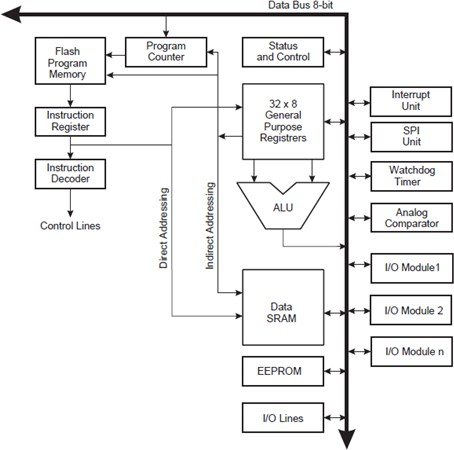 Data Bus 8-bit
Flash
Program
Memory
Program
Counter
Status
and Control
Instruction
Register
32 x 8
General
Purpose
Registrers
Interrupt
Unit
SPI
Unit
Instruction
Decoder
Watchdog
Timer
Control Lines
Direct Addressing
Indirect Addressing
ALU
Analog
Comparator
I/O Module1
Data
SRAM
I/O Module 2
I/O Module n
EEPROM
I/O Lines